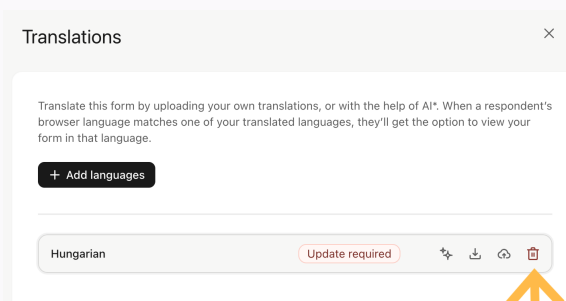 Translations
Translate this form by uploading your own translations, or with the help of AI*. When a respondent's
browser language matches one of your translated languages, they'll get the option to view your
form in that language.
+ Add languages
Hungarian Update required